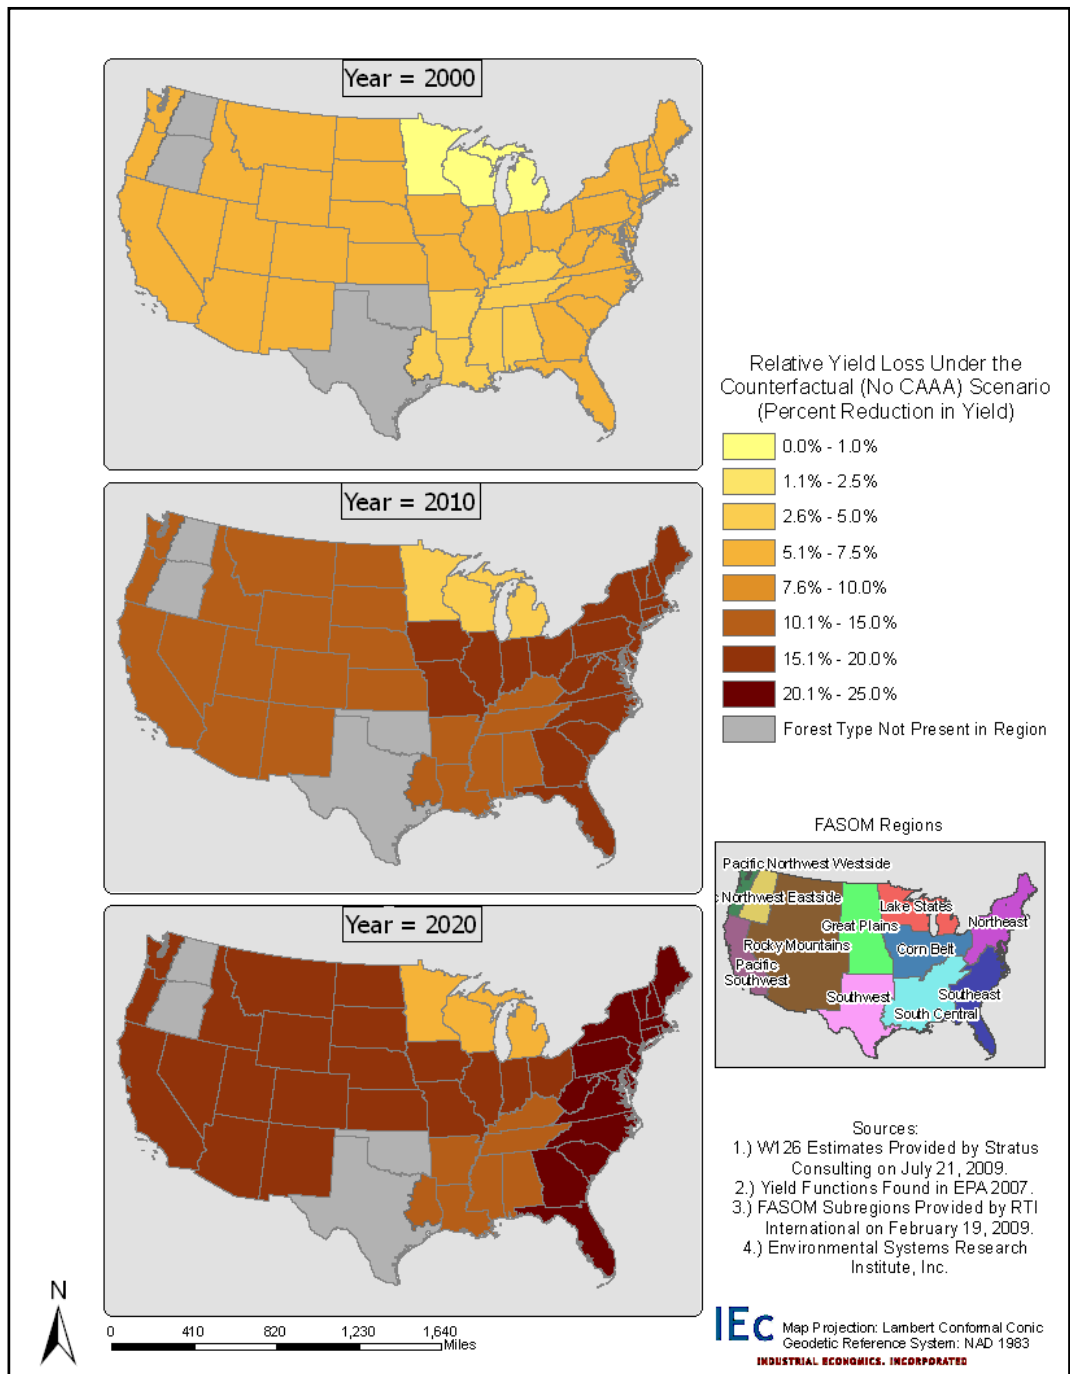 Year = 2000
Relative Yield Loss Under the
Counterfactual (No CAAA) Scenario
(Percent Reduction in Yield)
0.0% - 1.0%
1.1% - 2.5%
2.6% - 5.0%
5.1% - 7.5%
7.6% - 10.0%
10.1% - 15.0%
15.1% - 20.0%
20.1% - 25.0%
Forest Type Not Present in Region
Year = 2010
FASOM Regions
Pacific Northwest Westside
c Northwest Eastside
Lake States
Northeast
Great Plains
Rocky Mountains
Corn Belt
Pacific
Southwest
Southwest
Southeast
South Central
Year = 2020
Sources:
1.) W126 Estimates Provided by Stratus
Consulting on July 21, 2009.
2.) Yield Functions Found in EPA 2007.
3.) FASOM Subregions Provided by RTI
International on February 19, 2009.
4.) Environmental Systems Research
Institute, Inc.
N
0 410 820 1,230 1,640
Miles
IEc
Map Projection: Lambert Conformal Conic
Geodetic Reference System: NAD 1983
INDUSTRIAL ECONOMICS, INCORPORATED